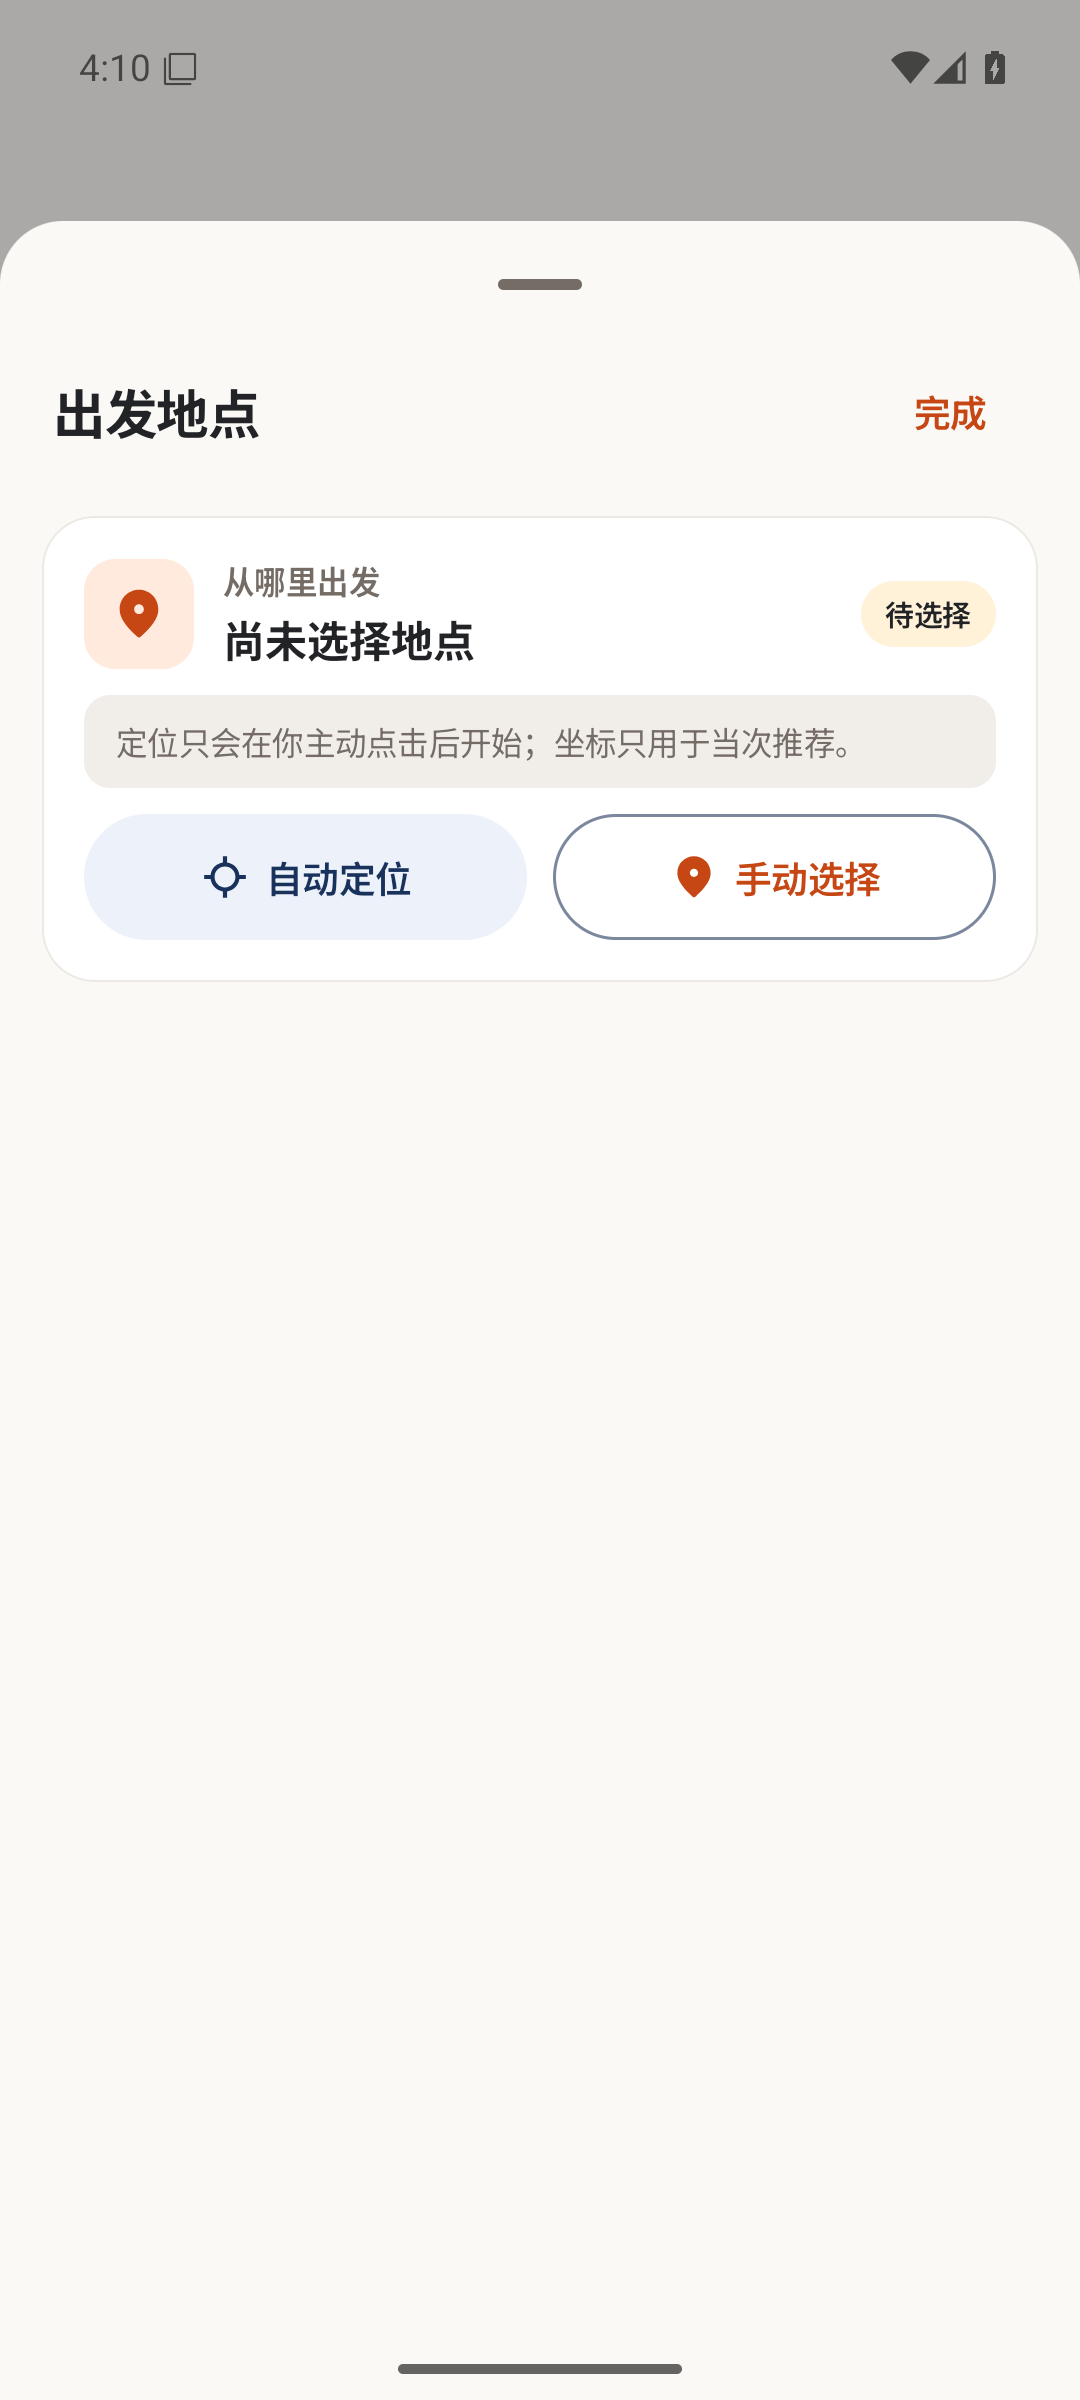 4:10
出发地点
完成
从哪里出发
尚未选择地点
待选择
定位只会在你主动点击后开始；坐标只用于当次推荐。
自动定位
手动选择